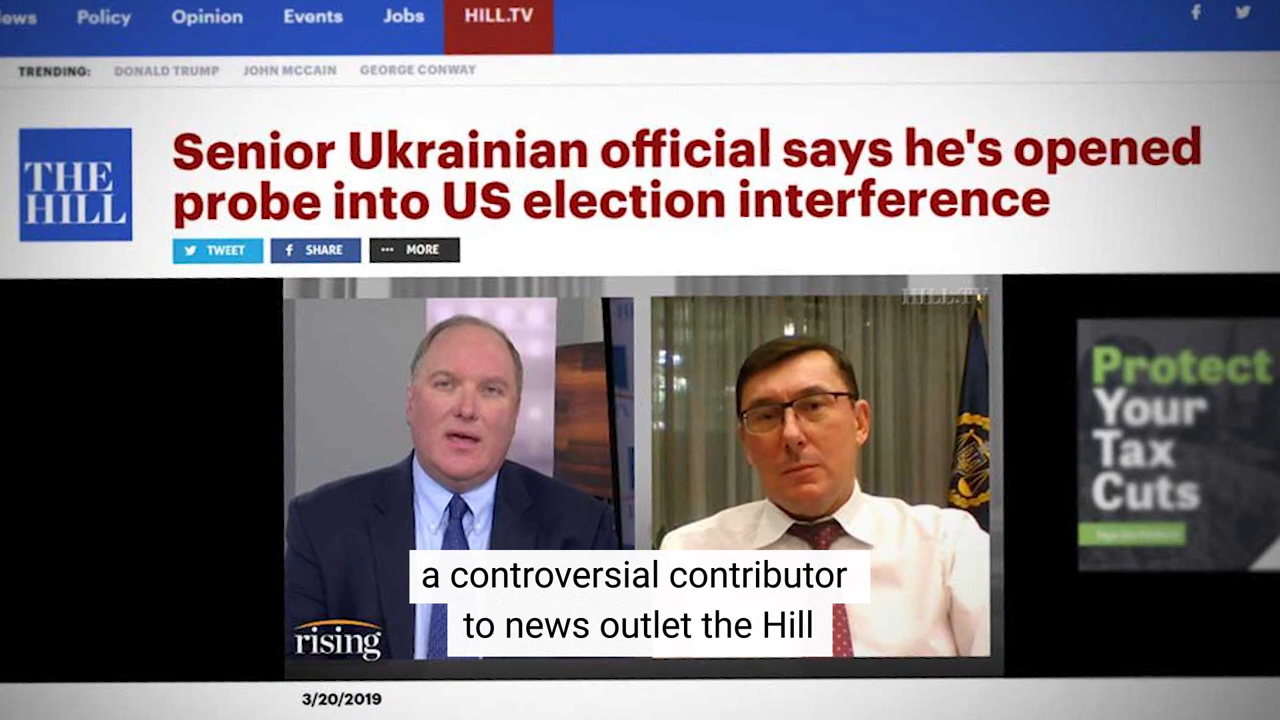 ews Policy Opinion Events Jobs HILL.TV
TRENDING: DONALD TRUMP JOHN MCCAIN GEORGE CONWAY
THE
HILL
Senior Ukrainian official says he's opened
probe into US election interference
TWEET SHARE MORE
HILL.TV
Protect
Your
Tax
Cuts
a controversial contributor
to news outlet the Hill
rising
3/20/2019